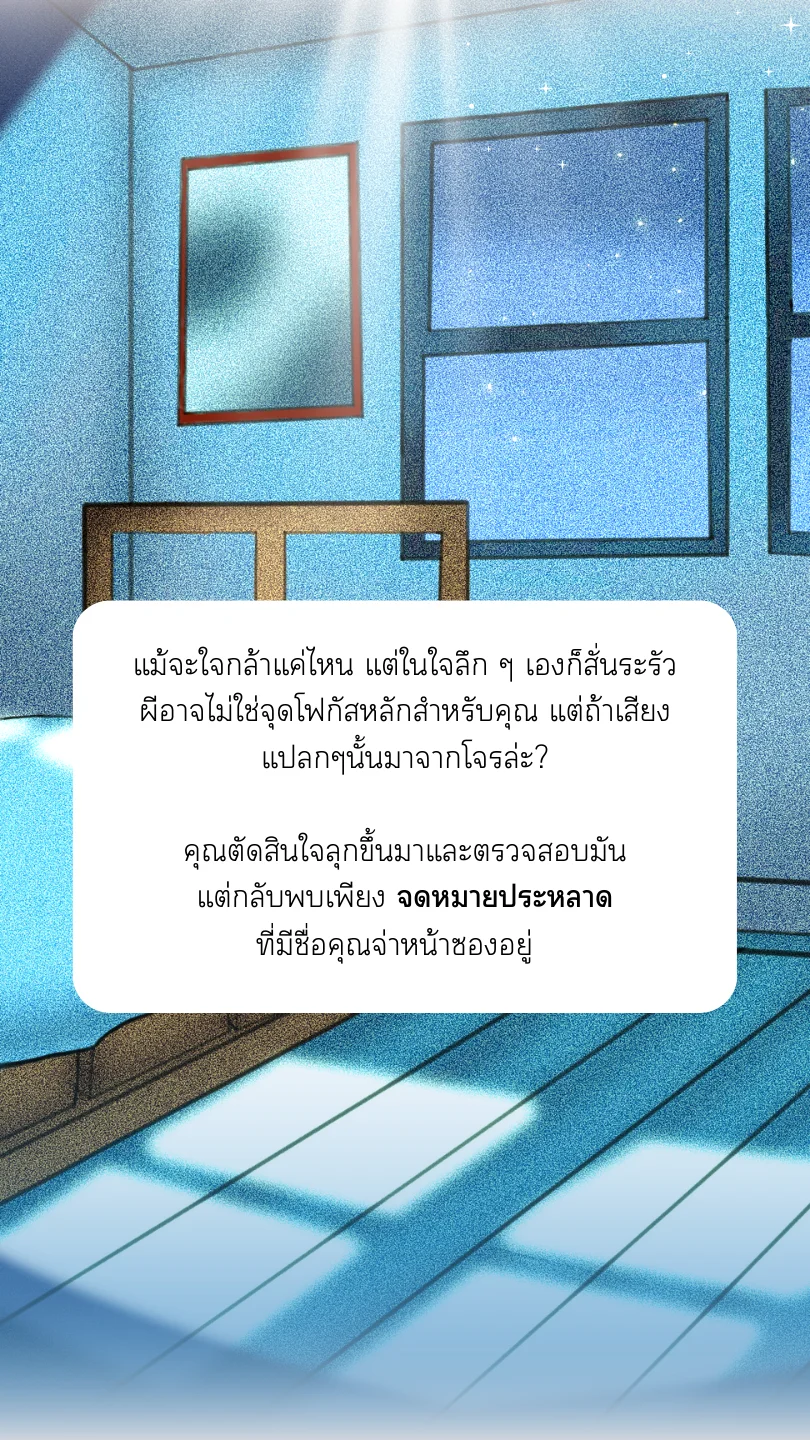 แม้จะใจกล้าแค่ไหน แต่ในใจลึก ๆ เองก็สั่นระรัว
ผีอาจไม่ใช่จุดโฟกัสหลักสำหรับคุณ แต่ถ้าเสียง
แปลกๆนั้นมาจากโจรล่ะ?
คุณตัดสินใจลุกขึ้นมาและตรวจสอบมัน
แต่กลับพบเพียง จดหมายประหลาด
ที่มีชื่อคุณจ่าหน้าซองอยู่